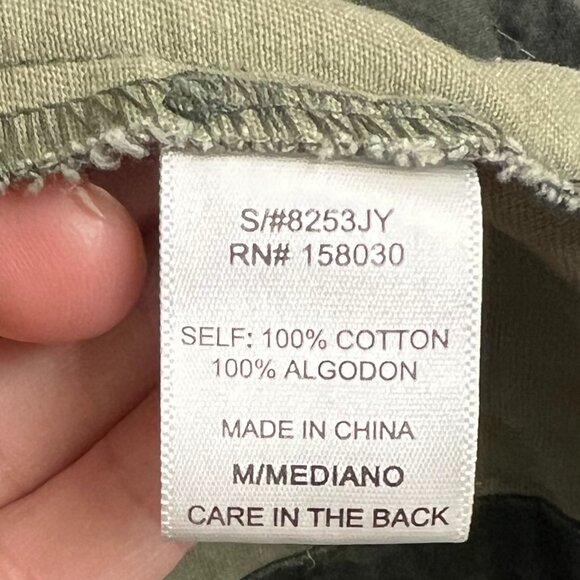 S/#8253JY
RN# 158030
SELF: 100% COTTON
100% ALGODON
MADE IN CHINA
M/MEDIANO
CARE IN THE BACK